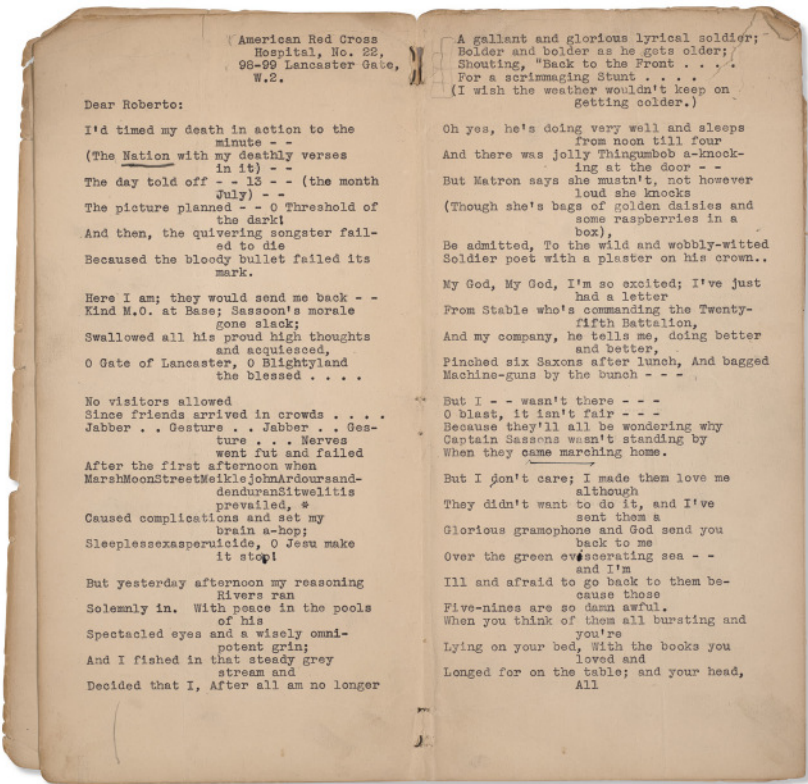 American Red Cross
Hospital, No. 22,
98-99 Lancaster Gate,
W.2.
Dear Roberto:
I'd timed my death in action to the
minute - -
(The Nation with my deathly verses
in it) - -
The day told off - - 13 - - (the month
July) - -
The picture planned - - O Threshold of
the dark!
And then, the quivering songster fail-
ed to die
Becaused the bloody bullet failed its
mark.
Here I am; they would send me back - -
Kind M.O. at Base; Sassoon's morale
gone slack;
Swallowed all his proud high thoughts
and acquiesced,
O Gate of Lancaster, O Blightyland
the blessed . . . .
No visitors allowed
Since friends arrived in crowds . . . .
Jabber . . Gesture . . Jabber . . Ges-
ture . . . Nerves
went fut and failed
After the first afternoon when
MarshMoonStreetMeiklejohnArdoursand-
denduranSitwelitis
prevailed, *
Caused complications and set my
brain a-hop;
Sleeplessexasperuicide, O Jesu make
it stop!
But yesterday afternoon my reasoning
Rivers ran
Solemnly in. With peace in the pools
of his
Spectacled eyes and a wisely omni-
potent grin;
And I fished in that steady grey
stream and
Decided that I, After all am no longer
A gallant and glorious lyrical soldier;
Bolder and bolder as he gets older;
Shouting, "Back to the Front . . . .
For a scrimmaging Stunt . . . .
(I wish the weather wouldn't keep on
getting colder.)
Oh yes, he's doing very well and sleeps
from noon till four
And there was jolly Thingumbob a-knock-
ing at the door - -
But Matron says she mustn't, not however
loud she knocks
(Though she's bags of golden daisies and
some raspberries in a
box),
Be admitted, To the wild and wobbly-witted
Soldier poet with a plaster on his crown..
My God, My God, I'm so excited; I've just
had a letter
From Stable who's commanding the Twenty-
fifth Battalion,
And my company, he tells me, doing better
and better,
Pinched six Saxons after lunch, And bagged
Machine-guns by the bunch - - -
But I - - wasn't there - - -
O blast, it isn't fair - - -
Because they'll all be wondering why
Captain Sassons wasn't standing by
When they came marching home.
But I don't care; I made them love me
although
They didn't want to do it, and I've
sent them a
Glorious gramophone and God send you
back to me
Over the green eviscerating sea - -
and I'm
Ill and afraid to go back to them be-
cause those
Five-nines are so damn awful.
When you think of them all bursting and
you're
Lying on your bed, With the books you
loved and
Longed for on the table; and your head,
All